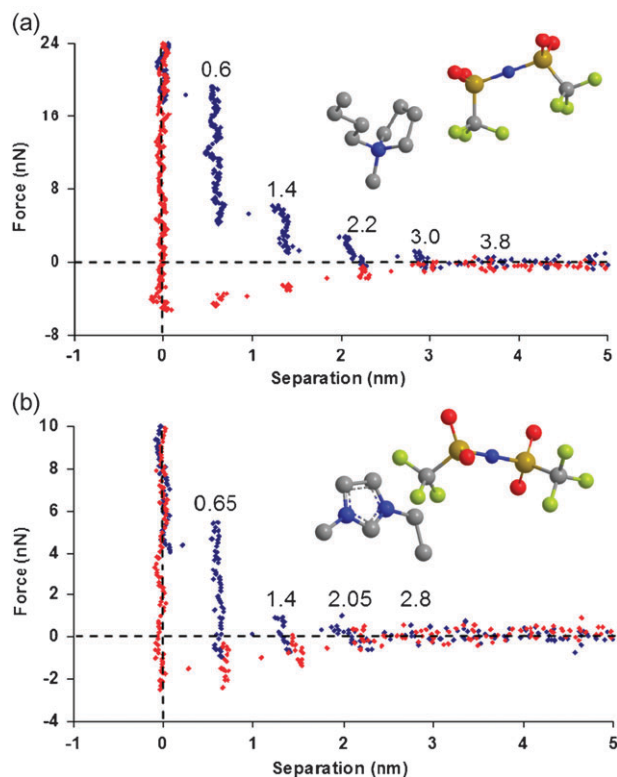 (a)
24
16
8
0
-8
Force (nN)
0.6
1.4
2.2
3.0
3.8
-1 0 1 2 3 4 5
Separation (nm)
(b)
10
8
6
4
2
0
-2
-4
Force (nN)
0.65
1.4
2.05
2.8
-1 0 1 2 3 4 5
Separation (nm)